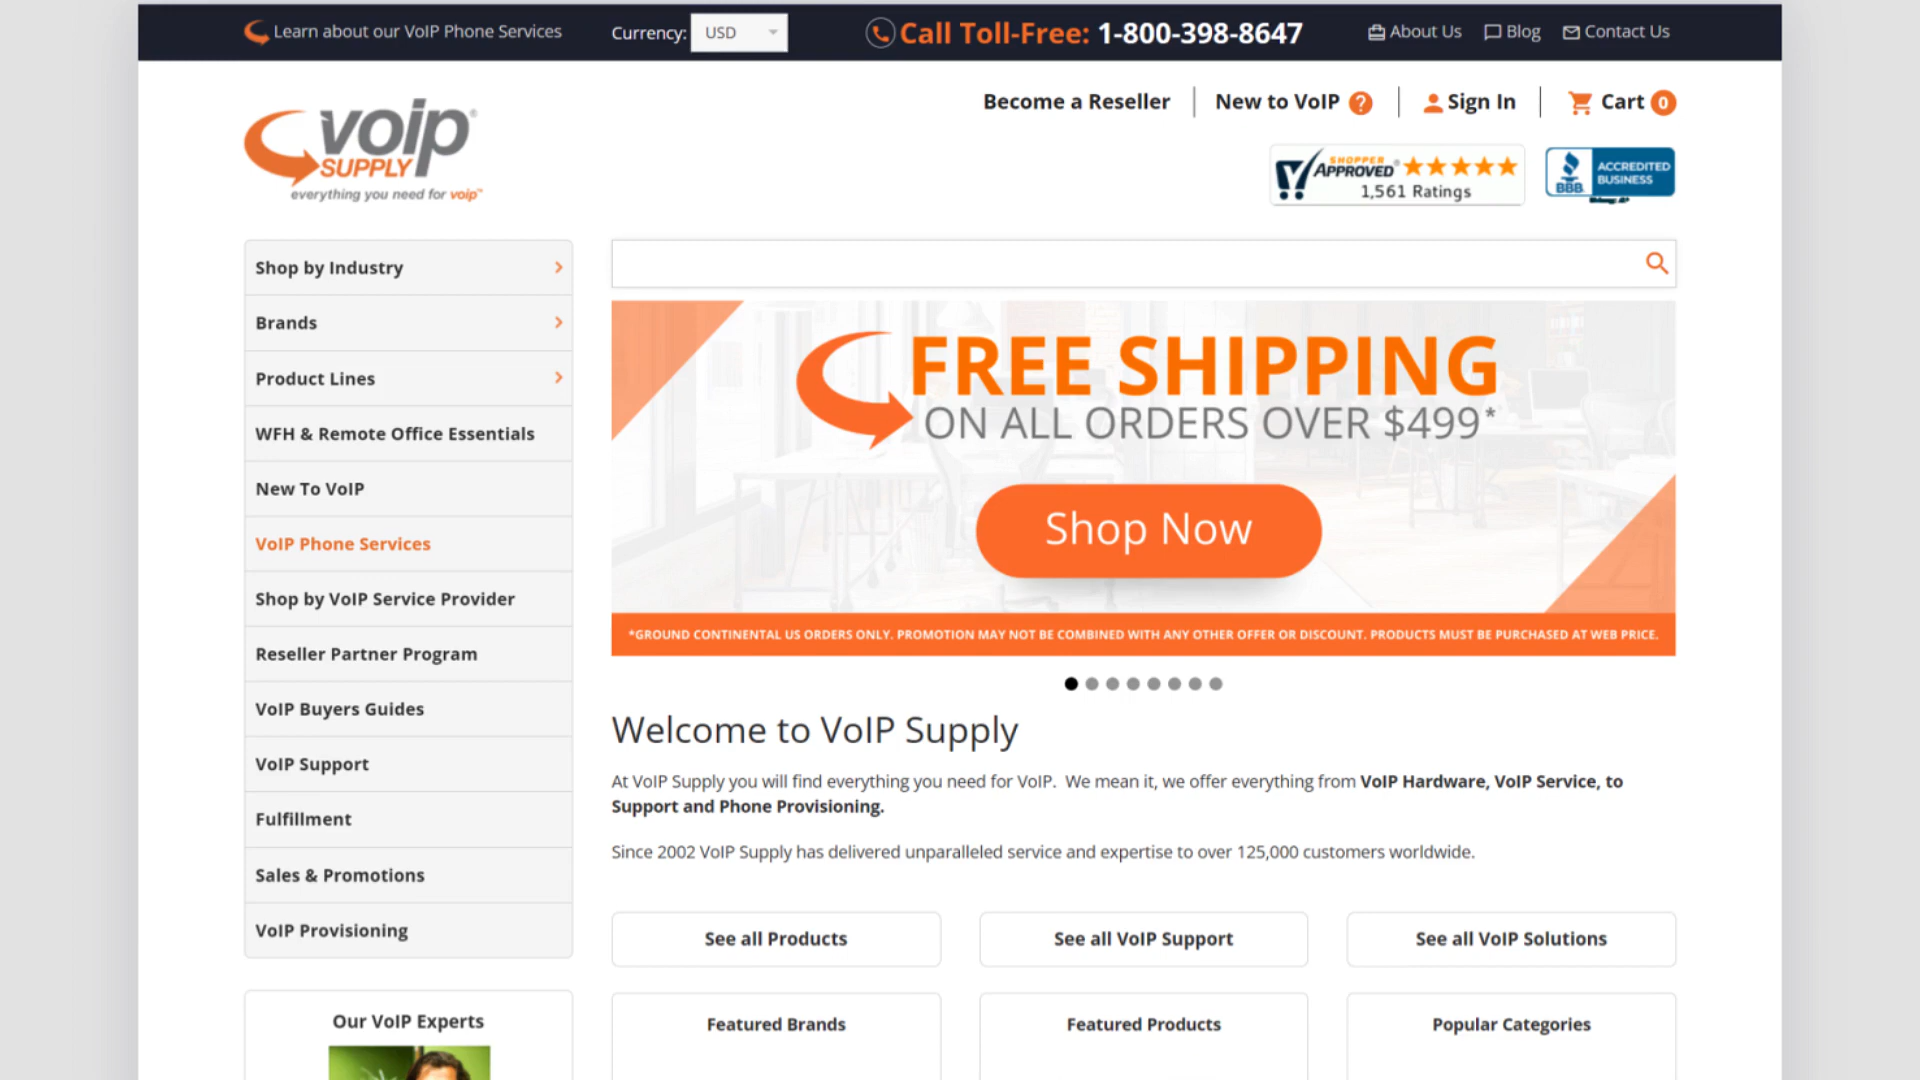 Learn about our VoIP Phone Services
Currency: USD
Call Toll-Free: 1-800-398-8647
About Us
Blog
Contact Us
Become a Reseller
New to VoIP ?
Sign In
Cart 0
voip®
SUPPLY
everything you need for voip™
SHOPPER
APPROVED®
1,561 Ratings
BBB
ACCREDITED
BUSINESS
Shop by Industry
Brands
Product Lines
WFH & Remote Office Essentials
New To VoIP
VoIP Phone Services
Shop by VoIP Service Provider
Reseller Partner Program
VoIP Buyers Guides
VoIP Support
Fulfillment
Sales & Promotions
VoIP Provisioning
Our VoIP Experts
FREE SHIPPING
ON ALL ORDERS OVER $499*
Shop Now
*GROUND CONTINENTAL US ORDERS ONLY. PROMOTION MAY NOT BE COMBINED WITH ANY OTHER OFFER OR DISCOUNT. PRODUCTS MUST BE PURCHASED AT WEB PRICE.
Welcome to VoIP Supply
At VoIP Supply you will find everything you need for VoIP. We mean it, we offer everything from VoIP Hardware, VoIP Service, to
Support and Phone Provisioning.
Since 2002 VoIP Supply has delivered unparalleled service and expertise to over 125,000 customers worldwide.
See all Products
See all VoIP Support
See all VoIP Solutions
Featured Brands
Featured Products
Popular Categories